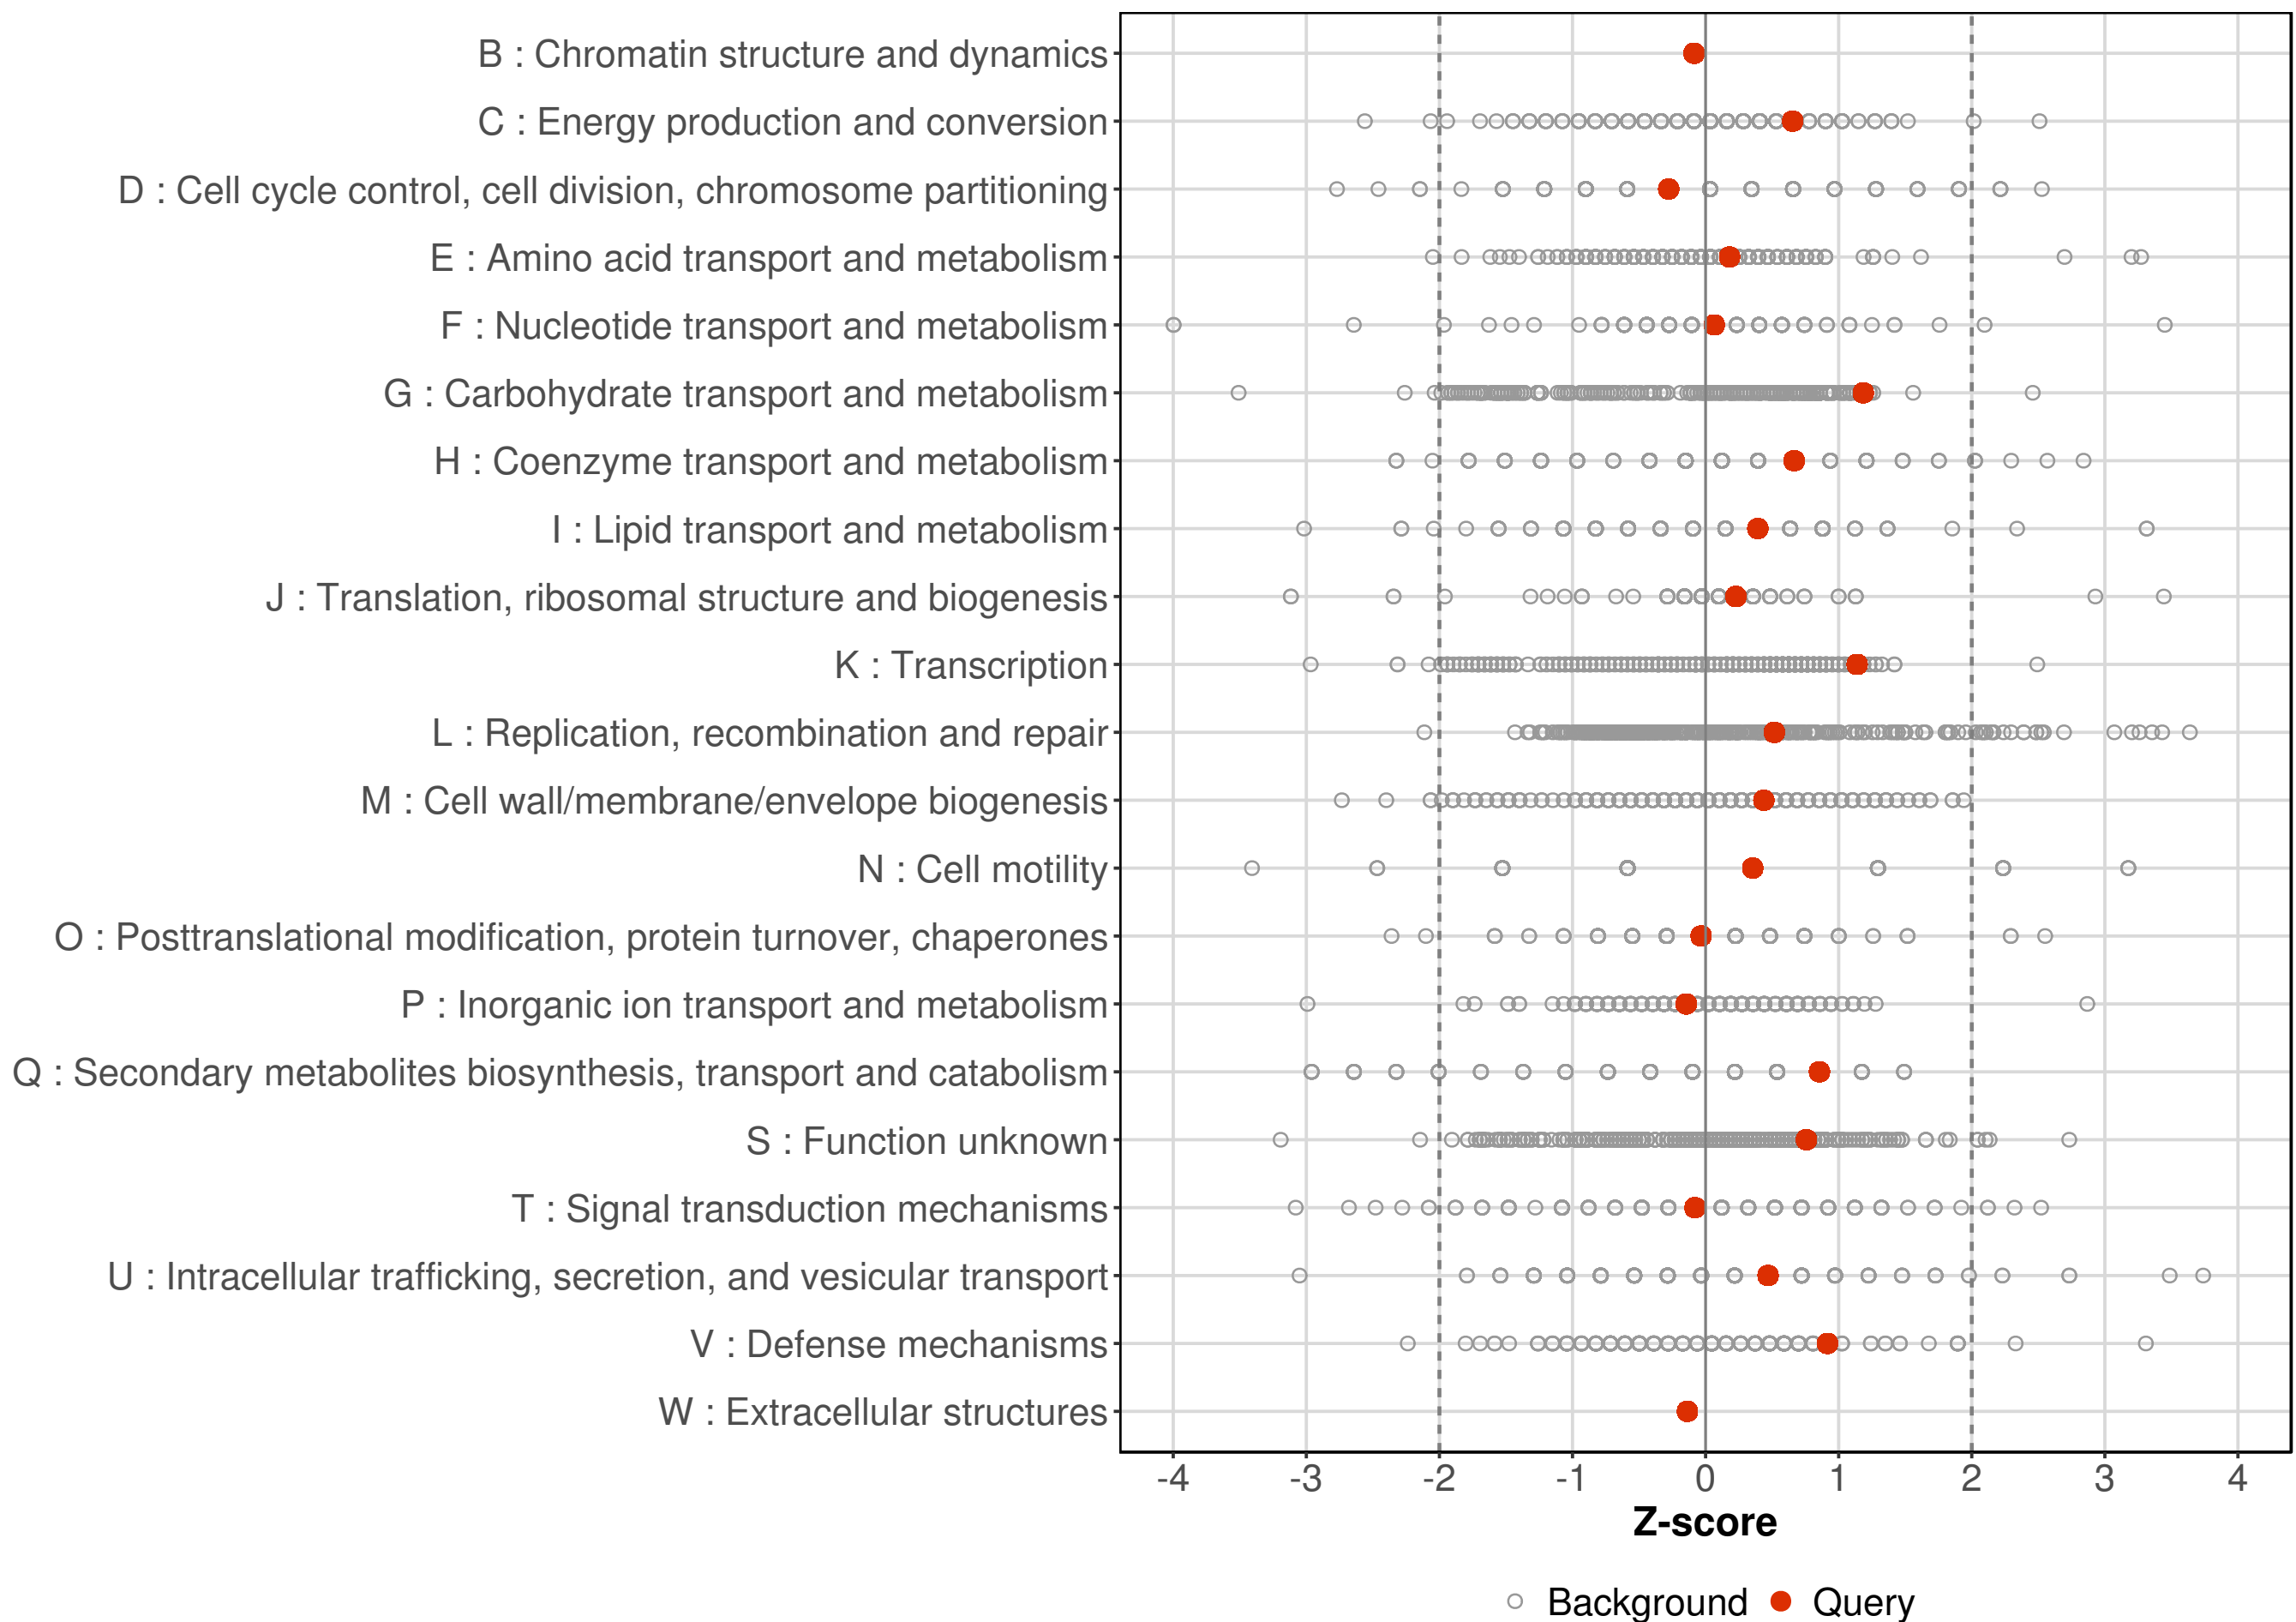 B : Chromatin structure and dynamics
C : Energy production and conversion
D : Cell cycle control, cell division, chromosome partitioning
E : Amino acid transport and metabolism
F : Nucleotide transport and metabolism
G : Carbohydrate transport and metabolism
H : Coenzyme transport and metabolism
I : Lipid transport and metabolism
J : Translation, ribosomal structure and biogenesis
K : Transcription
L : Replication, recombination and repair
M : Cell wall/membrane/envelope biogenesis
N : Cell motility
O : Posttranslational modification, protein turnover, chaperones
P : Inorganic ion transport and metabolism
Q : Secondary metabolites biosynthesis, transport and catabolism
S : Function unknown
T : Signal transduction mechanisms
U : Intracellular trafficking, secretion, and vesicular transport
V : Defense mechanisms
W : Extracellular structures
-4 -3 -2 -1 0 1 2 3 4
Z-score
Background Query